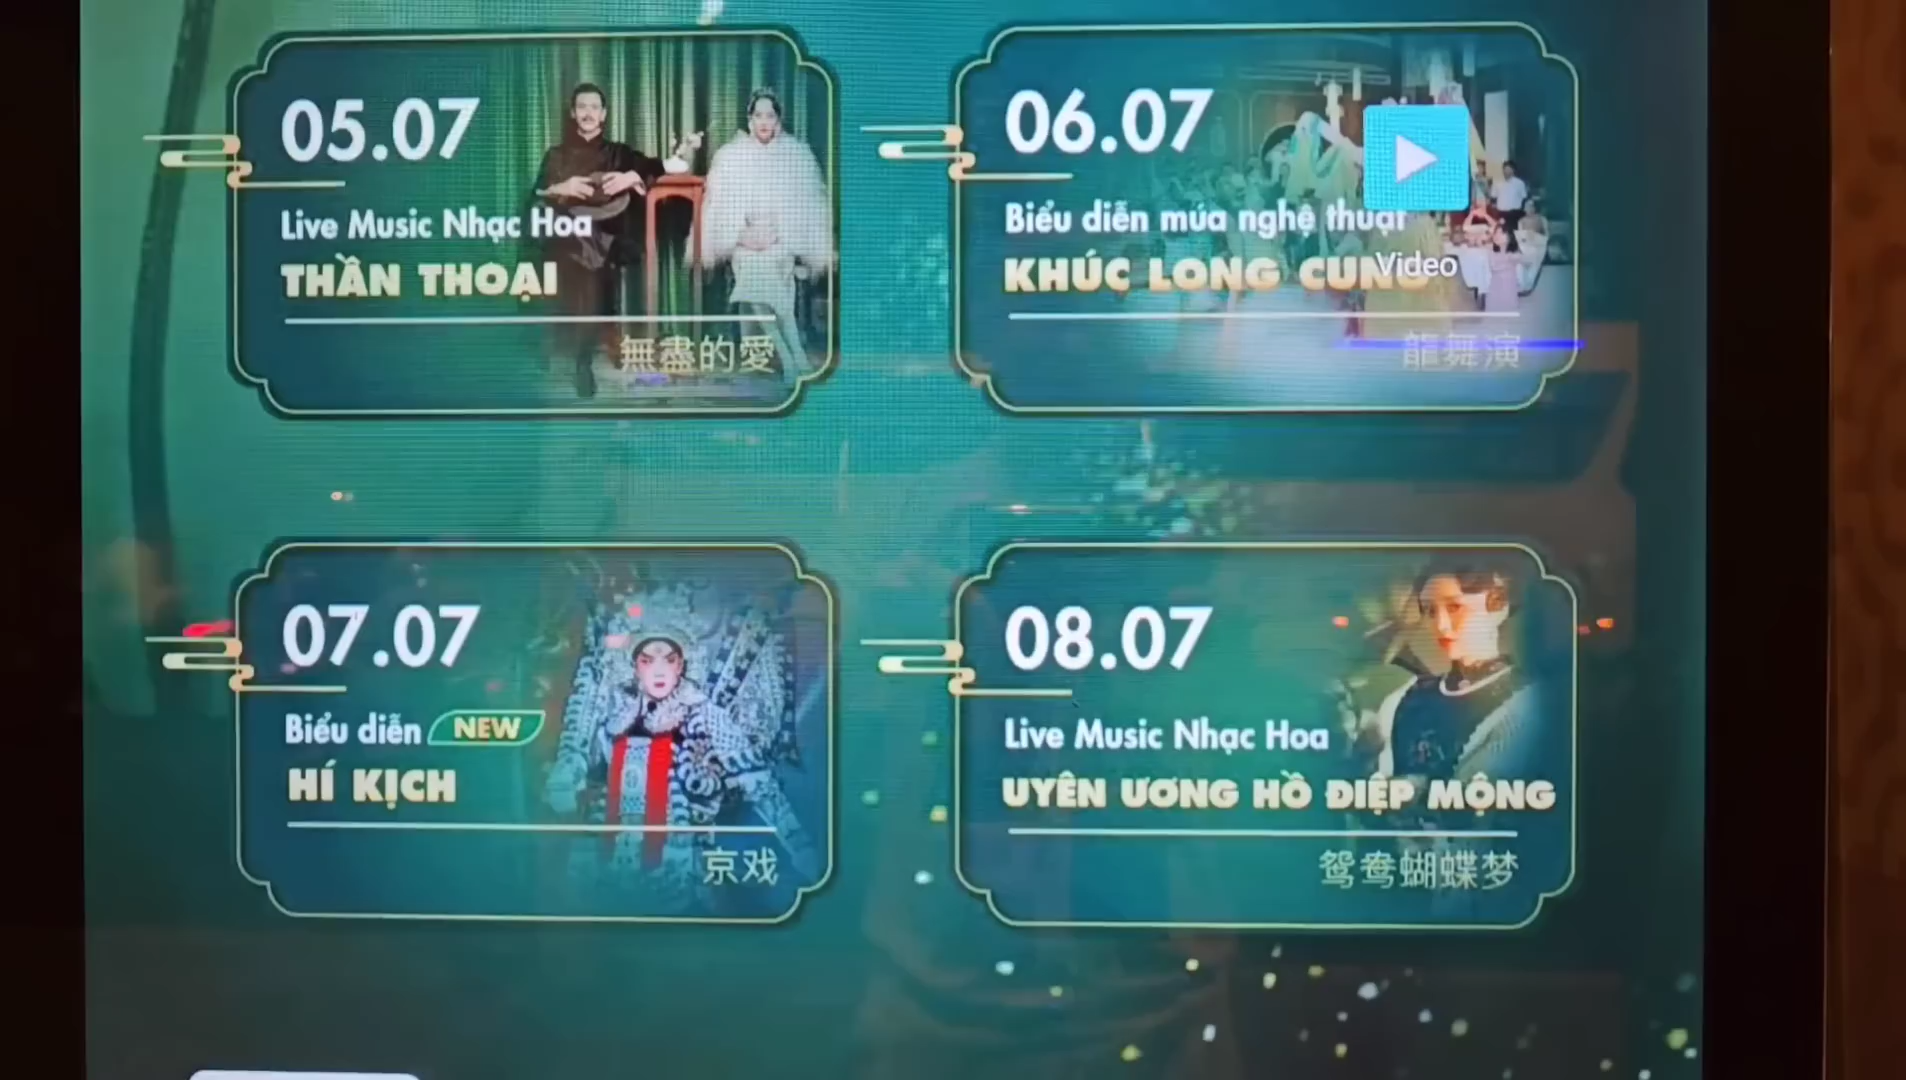 05.07
Live Music Nhạc Hoa
THẦN THOẠI
無盡的愛
06.07
Biểu diễn múa nghệ thuật
KHÚC LONG CUNG
Video
龍舞演
07.07
Biểu diễn NEW
HÍ KỊCH
京戏
08.07
Live Music Nhạc Hoa
UYÊN ƯƠNG HỒ ĐIỆP MỘNG
鸳鸯蝴蝶梦